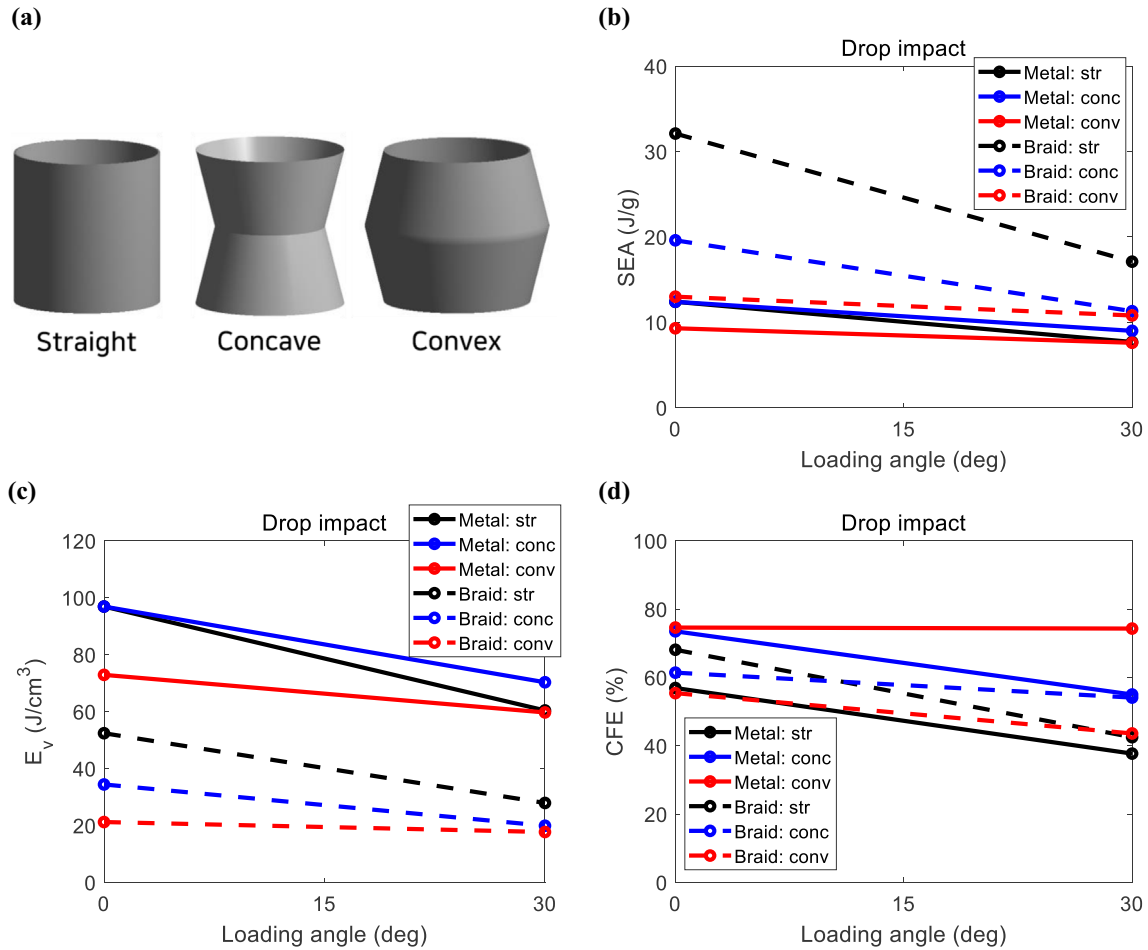 (a)
Straight
Concave
Convex
(b)
Drop impact
40
30
20
10
0
SEA (J/g)
0
15
30
Loading angle (deg)
Metal: str
Metal: conc
Metal: conv
Braid: str
Braid: conc
Braid: conv
(c)
Drop impact
120
100
80
60
40
20
0
E_v (J/cm^3)
0
15
30
Loading angle (deg)
Metal: str
Metal: conc
Metal: conv
Braid: str
Braid: conc
Braid: conv
(d)
Drop impact
100
80
60
40
20
0
CFE (%)
0
15
30
Loading angle (deg)
Metal: str
Metal: conc
Metal: conv
Braid: str
Braid: conc
Braid: conv